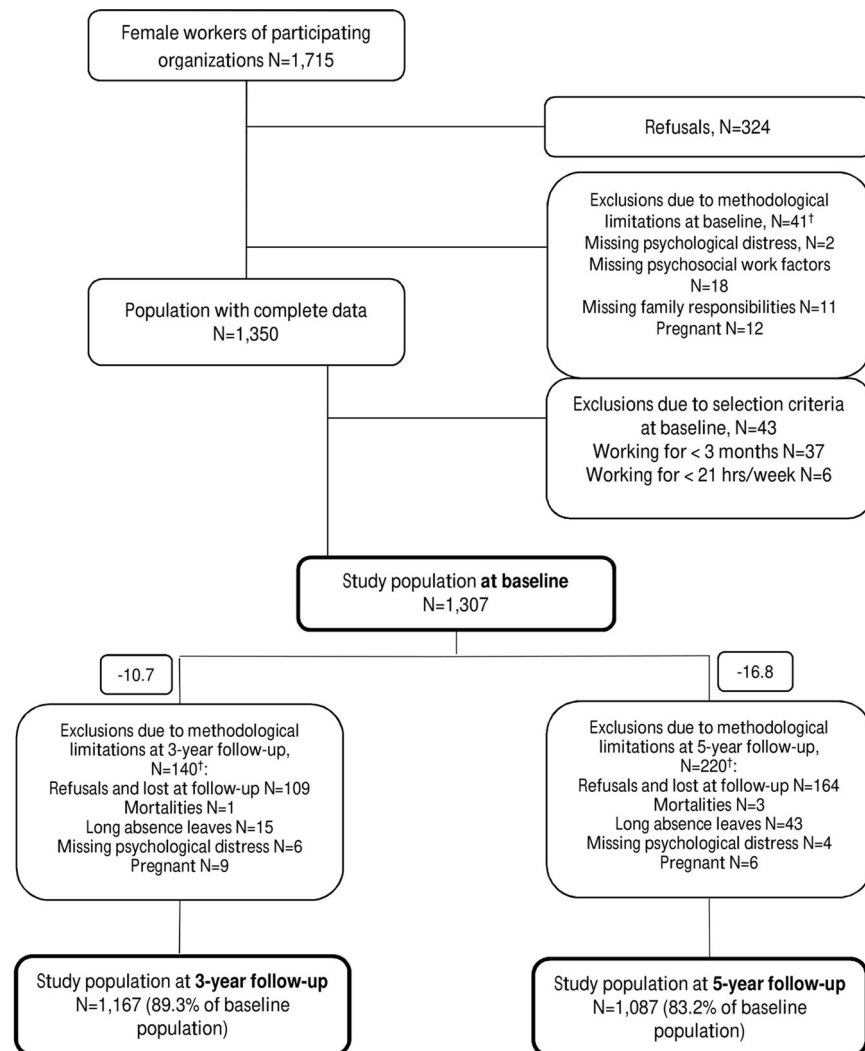 Female workers of participating
organizations N=1,715
Refusals, N=324
Exclusions due to methodological
limitations at baseline, N=41†
Missing psychological distress, N=2
Missing psychosocial work factors
N=18
Missing family responsibilities N=11
Pregnant N=12
Population with complete data
N=1,350
Exclusions due to selection criteria
at baseline, N=43
Working for < 3 months N=37
Working for < 21 hrs/week N=6
Study population at baseline
N=1,307
-10.7
-16.8
Exclusions due to methodological
limitations at 3-year follow-up,
N=140†:
Refusals and lost at follow-up N=109
Mortalities N=1
Long absence leaves N=15
Missing psychological distress N=6
Pregnant N=9
Exclusions due to methodological
limitations at 5-year follow-up,
N=220†:
Refusals and lost at follow-up N=164
Mortalities N=3
Long absence leaves N=43
Missing psychological distress N=4
Pregnant N=6
Study population at 3-year follow-up
N=1,167 (89.3% of baseline
population)
Study population at 5-year follow-up
N=1,087 (83.2% of baseline
population)